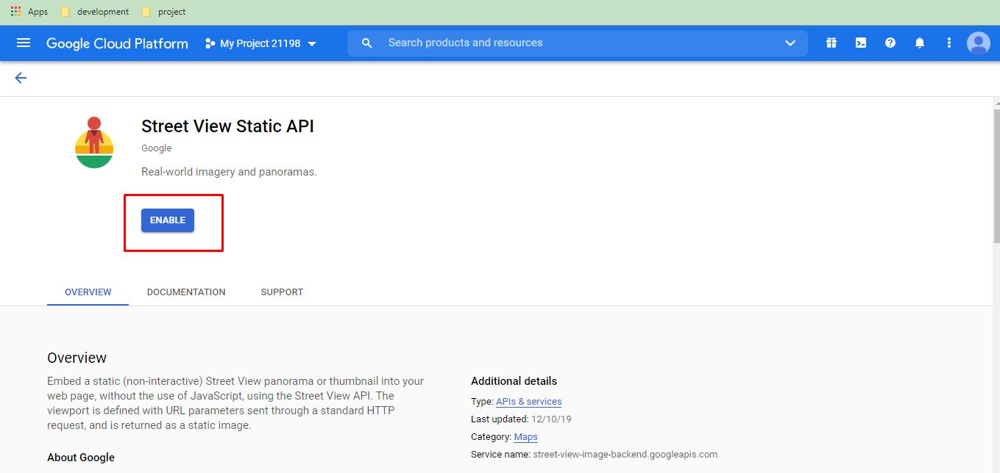 Apps development project
Google Cloud Platform My Project 21198 Search products and resources
Street View Static API
Google
Real-world imagery and panoramas.
ENABLE
OVERVIEW DOCUMENTATION SUPPORT
Overview
Embed a static (non-interactive) Street View panorama or thumbnail into your
web page, without the use of JavaScript, using the Street View API. The
viewport is defined with URL parameters sent through a standard HTTP
request, and is returned as a static image.
About Google
Additional details
Type: APIs & services
Last updated: 12/10/19
Category: Maps
Service name: street-view-image-backend.googleapis.com